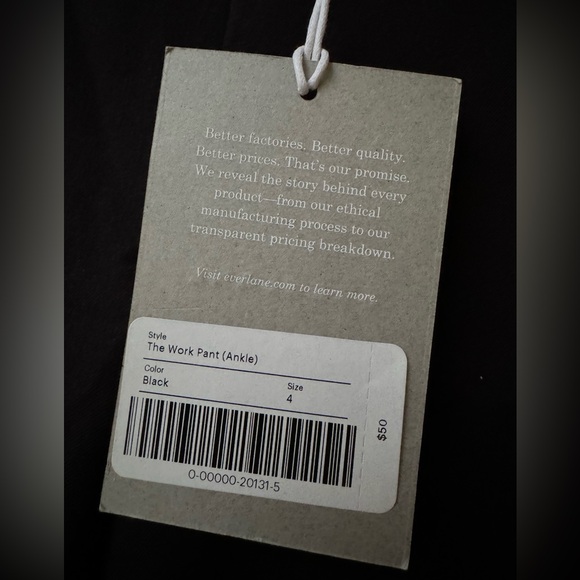 Better factories. Better quality.
Better prices. That's our promise.
We reveal the story behind every
product—from our ethical
manufacturing process to our
transparent pricing breakdown.
Visit everlane.com to learn more.
Style
The Work Pant (Ankle)
Color
Black
Size
4
$50
0-00000-20131-5